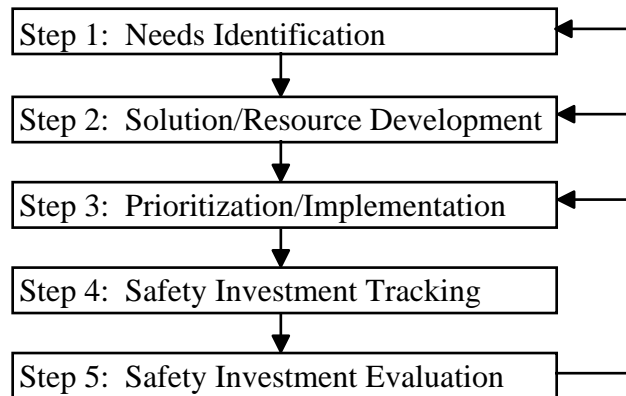 Step 1: Needs Identification
Step 2: Solution/Resource Development
Step 3: Prioritization/Implementation
Step 4: Safety Investment Tracking
Step 5: Safety Investment Evaluation